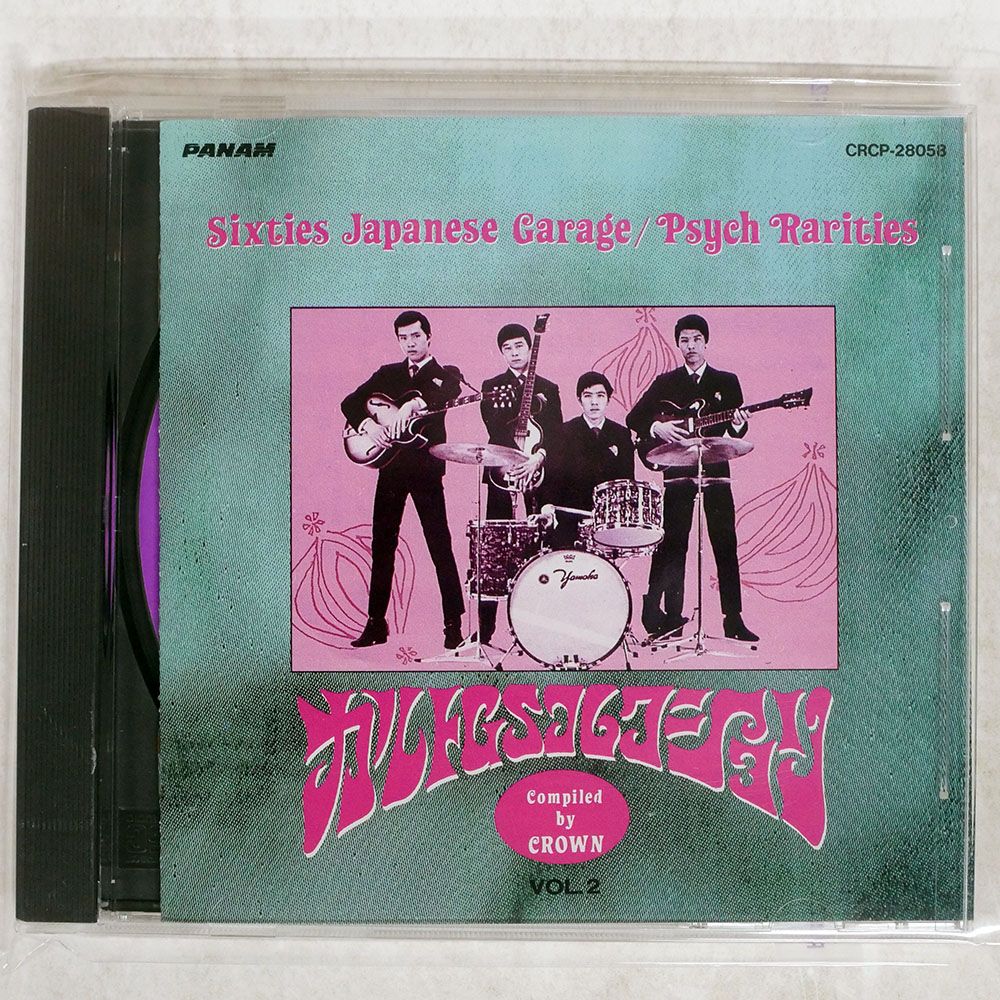 PANAM
CRCP-28058
Sixties Japanese Garage/Psych Rarities
Yamaha
カルトGSコレクション
Compiled
by
CROWN
VOL.2